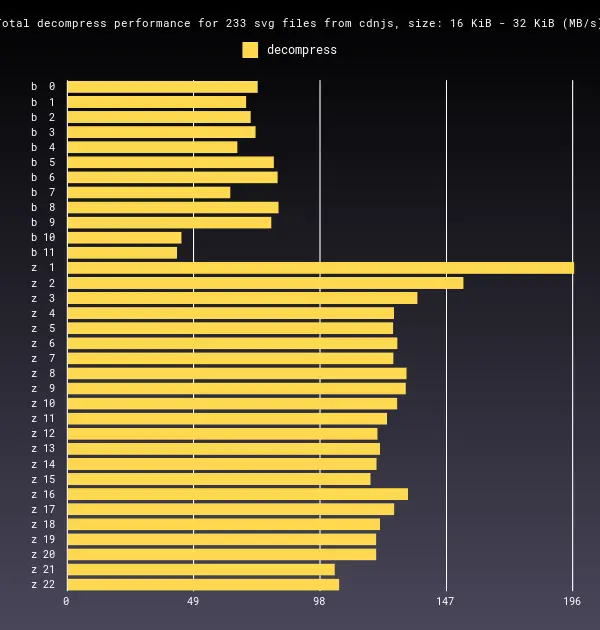 Total decompress performance for 233 svg files from cdnjs, size: 16 KiB - 32 KiB (MB/s)
decompress
b 0
b 1
b 2
b 3
b 4
b 5
b 6
b 7
b 8
b 9
b 10
b 11
z 1
z 2
z 3
z 4
z 5
z 6
z 7
z 8
z 9
z 10
z 11
z 12
z 13
z 14
z 15
z 16
z 17
z 18
z 19
z 20
z 21
z 22
0 49 98 147 196